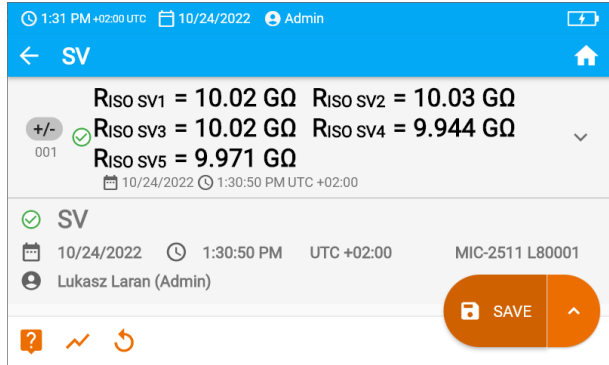 1:31 PM +02:00 UTC 10/24/2022 Admin
SV
RISO SV1 = 10.02 GΩ RISO SV2 = 10.03 GΩ
+/- RISO SV3 = 10.02 GΩ RISO SV4 = 9.944 GΩ
001 RISO SV5 = 9.971 GΩ
10/24/2022 1:30:50 PM UTC +02:00
SV
10/24/2022 1:30:50 PM UTC +02:00 MIC-2511 L80001
Lukasz Laran (Admin)
SAVE